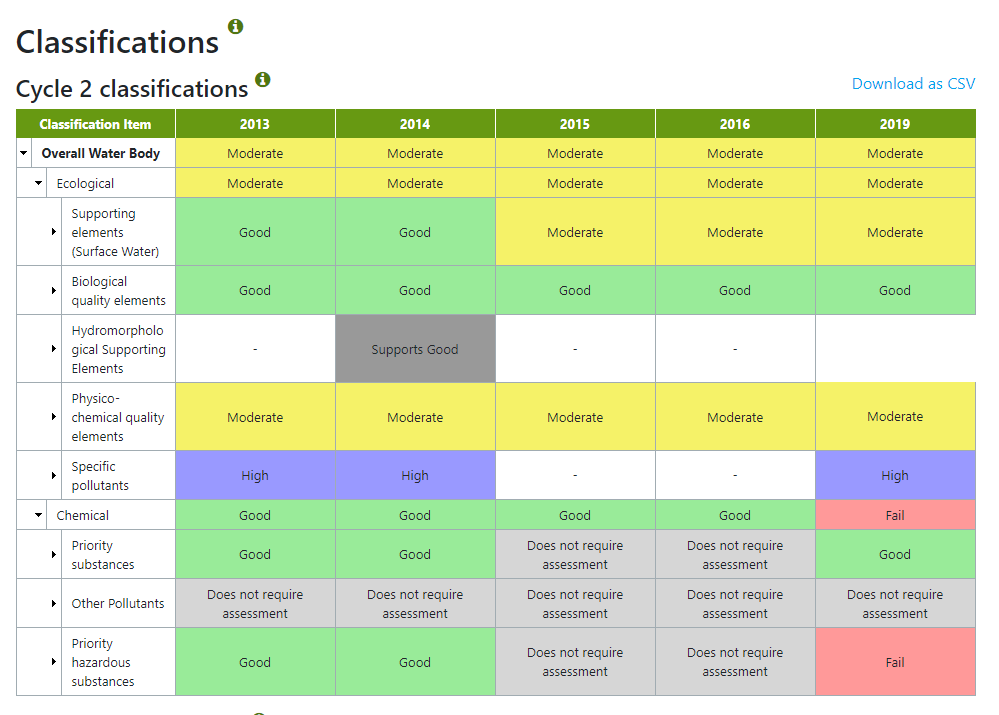 Classifications
Cycle 2 classifications
Download as CSV
Classification Item 2013 2014 2015 2016 2019
Overall Water Body Moderate Moderate Moderate Moderate Moderate
Ecological Moderate Moderate Moderate Moderate Moderate
Supporting
elements
(Surface Water)
Good Good Moderate Moderate Moderate
Biological
quality elements
Good Good Good Good Good
Hydromorpholo
gical Supporting
Elements
- Supports Good - -
Physico-
chemical quality
elements
Moderate Moderate Moderate Moderate Moderate
Specific
pollutants
High High - - High
Chemical Good Good Good Good Fail
Priority
substances
Good Good Does not require
assessment
Does not require
assessment
Good
Other Pollutants
Does not require
assessment
Does not require
assessment
Does not require
assessment
Does not require
assessment
Does not require
assessment
Priority
hazardous
substances
Good Good Does not require
assessment
Does not require
assessment
Fail